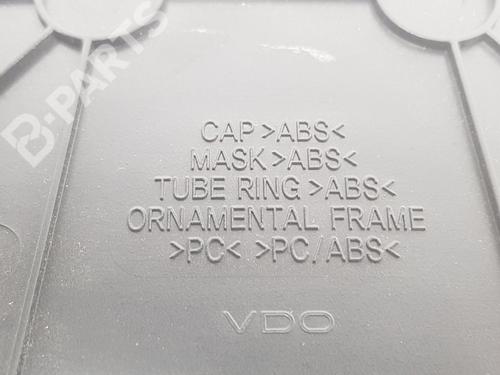 B-PARTS
CAP >ABS<
MASK >ABS<
TUBE RING >ABS<
ORNAMENTAL FRAME
>PC< >PC/ABS<
VDO